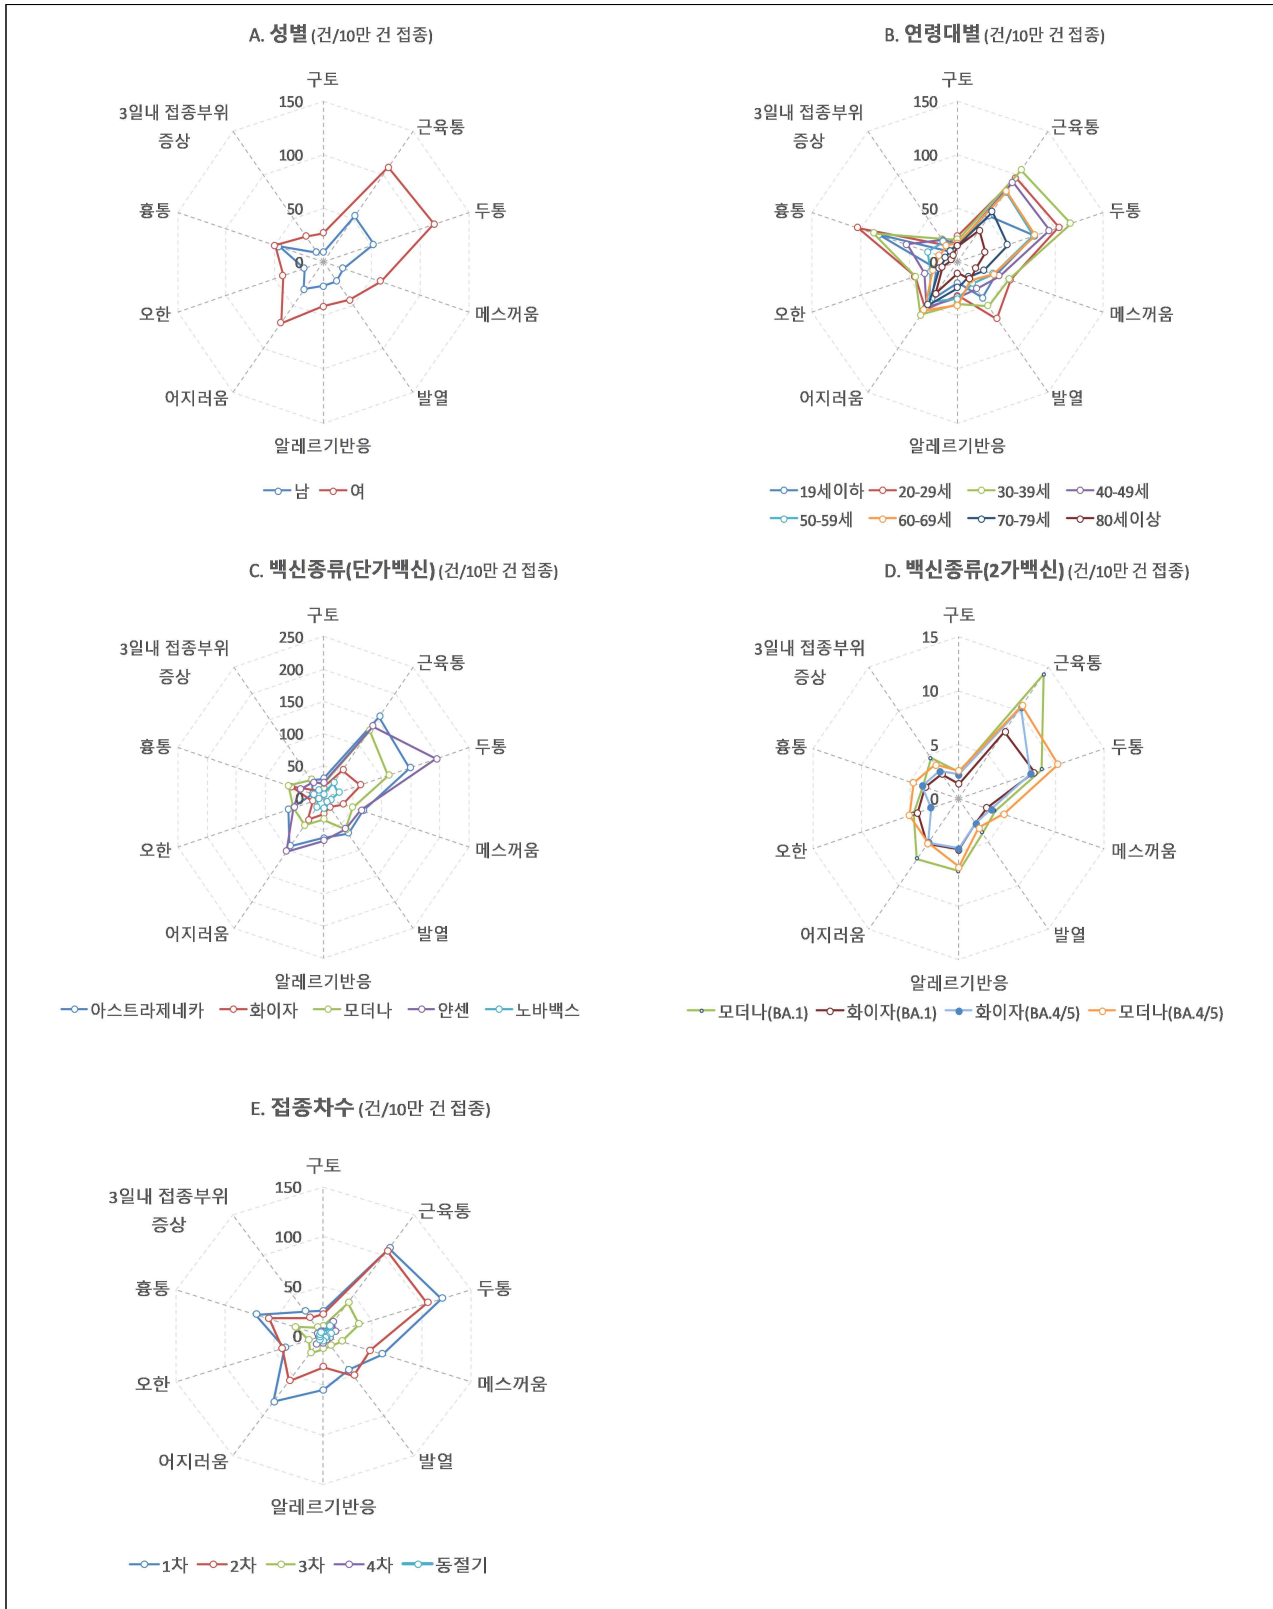 A. 성별 (건/10만 건 접종)
구토
150
3일내 접종부위
증상
근육통
100
흉통
50
두통
0
오한
메스꺼움
어지러움
발열
알레르기반응
남 여
B. 연령대별 (건/10만 건 접종)
구토
150
3일내 접종부위
증상
근육통
100
흉통
50
두통
0
오한
메스꺼움
어지러움
발열
알레르기반응
19세이하 20-29세 30-39세 40-49세
50-59세 60-69세 70-79세 80세이상
C. 백신종류(단가백신) (건/10만 건 접종)
구토
250
3일내 접종부위
증상
근육통
200
150
흉통
100
두통
50
0
오한
메스꺼움
어지러움
발열
알레르기반응
아스트라제네카 화이자 모더나 얀센 노바백스
D. 백신종류(2가백신) (건/10만 건 접종)
구토
15
3일내 접종부위
증상
근육통
10
흉통
5
두통
0
오한
메스꺼움
어지러움
발열
알레르기반응
모더나(BA.1) 화이자(BA.1) 화이자(BA.4/5) 모더나(BA.4/5)
E. 접종차수 (건/10만 건 접종)
구토
150
3일내 접종부위
증상
근육통
100
흉통
50
두통
0
오한
메스꺼움
어지러움
발열
알레르기반응
1차 2차 3차 4차 동절기